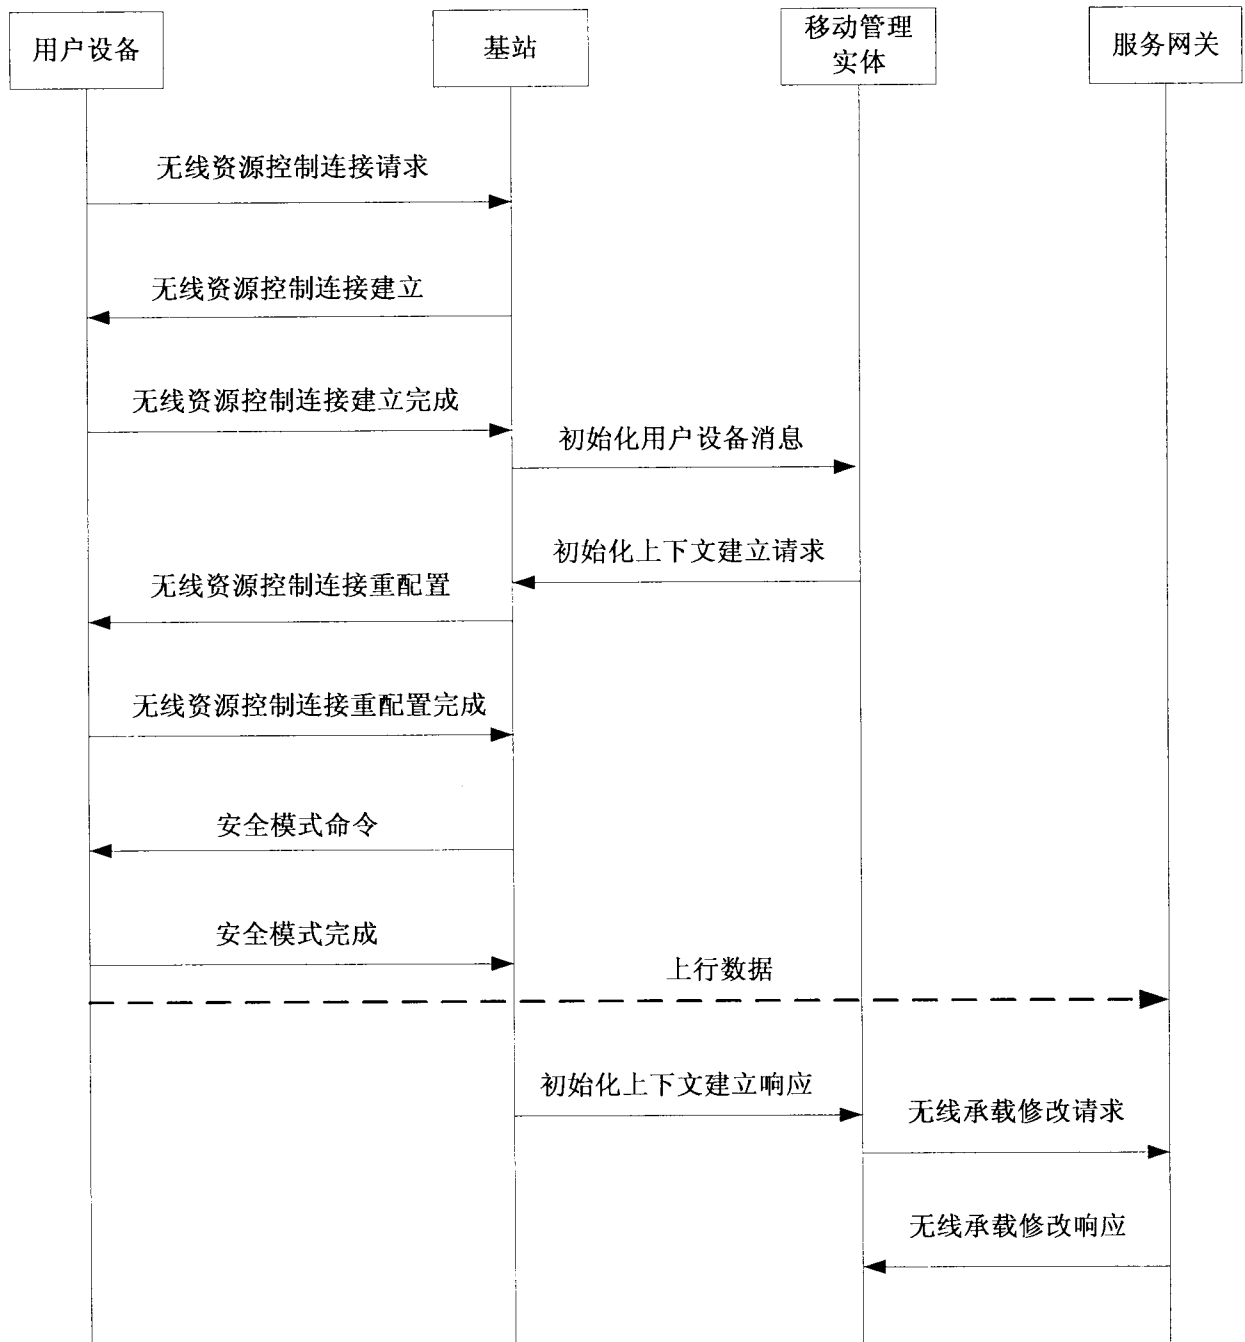 用户设备
基站
移动管理
实体
服务网关
无线资源控制连接请求
无线资源控制连接建立
无线资源控制连接建立完成
初始化用户设备消息
初始化上下文建立请求
无线资源控制连接重配置
无线资源控制连接重配置完成
安全模式命令
安全模式完成
上行数据
初始化上下文建立响应
无线承载修改请求
无线承载修改响应